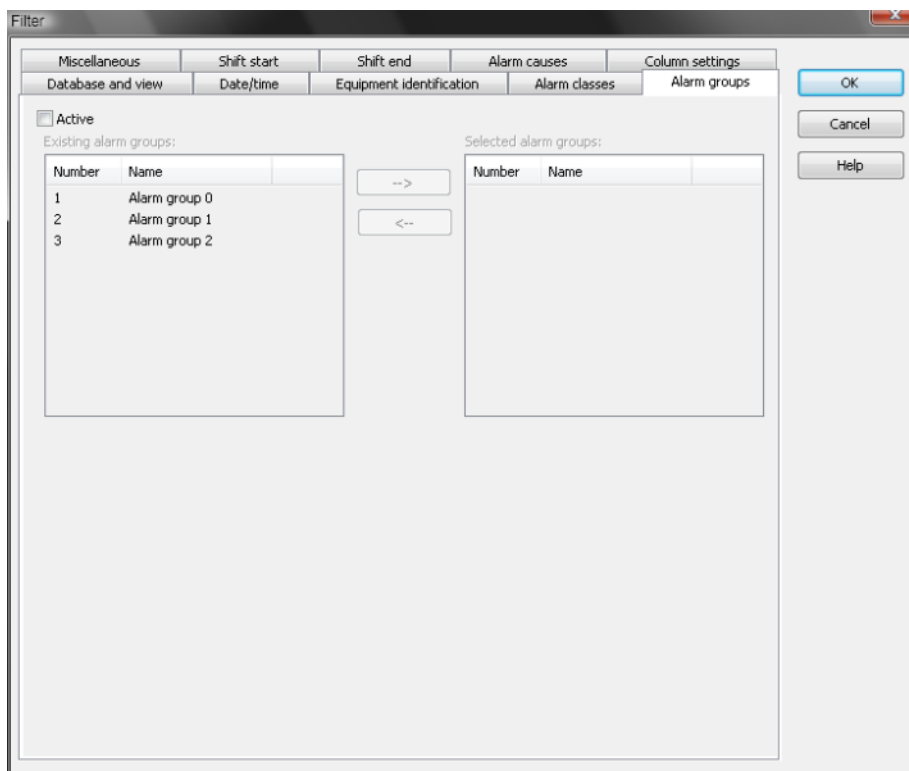 Filter
Miscellaneous Shift start Shift end Alarm causes Column settings
Database and view Date/time Equipment identification Alarm classes Alarm groups
OK
Cancel
Help
Active
Existing alarm groups: Selected alarm groups:
Number Name --> Number Name
1 Alarm group 0
2 Alarm group 1 <--
3 Alarm group 2